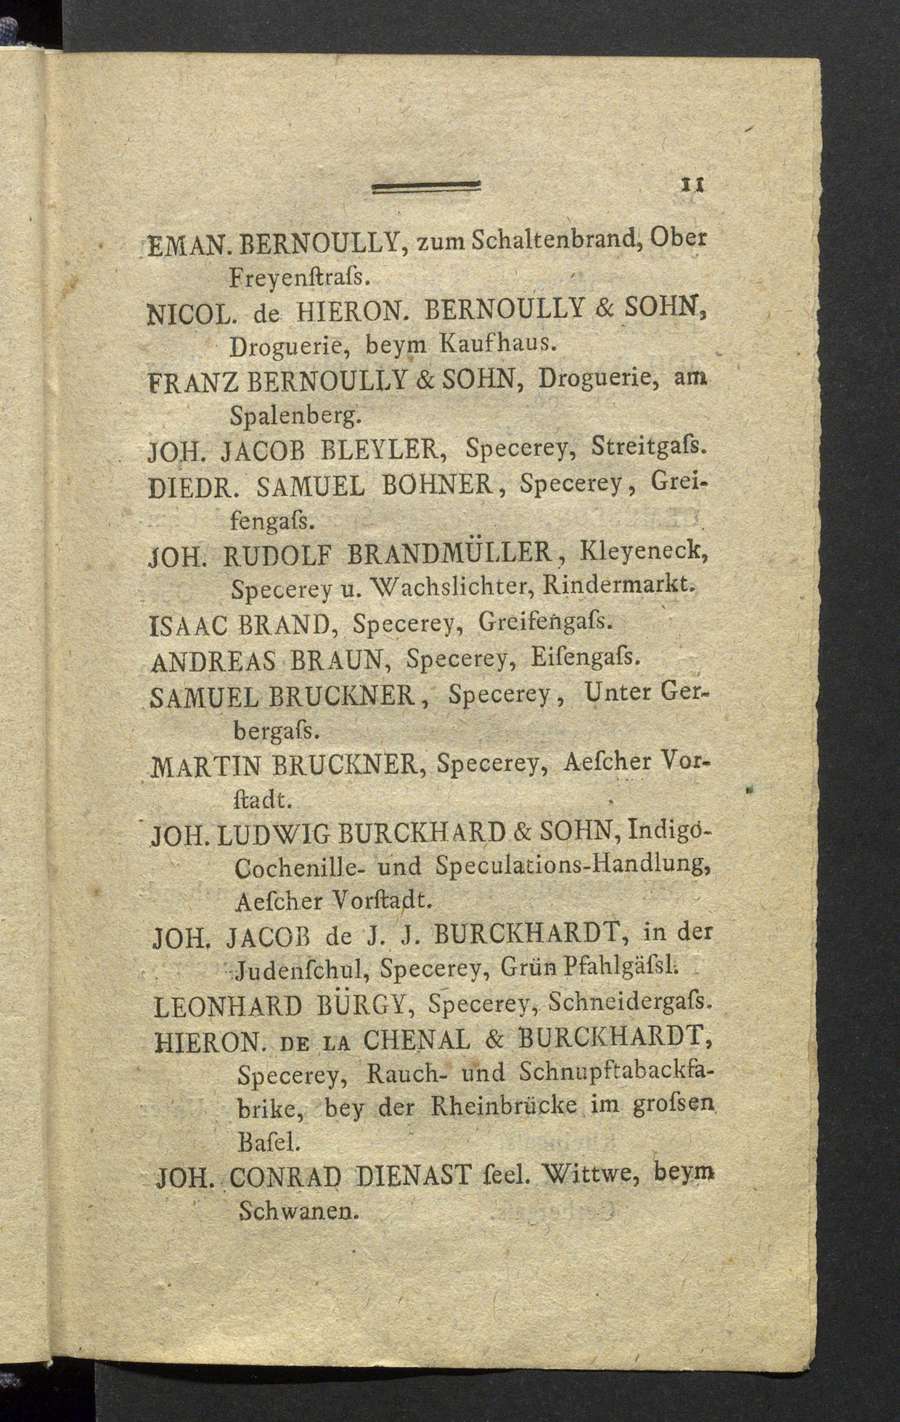 11
EMAN. BERNOULLY, zum Schaltenbrand, Ober
Freyenſtraſs.
NICOL. de HIERON. BERNOULLY & SOHN,
Droguerie, beym Kaufhaus.
FRANZ BERNOULLY & SOHN, Droguerie, am
Spalenberg.
JOH. JACOB BLEYLER, Specerey, Streitgaſs.
DIEDR. SAMUEL BOHNER, Specerey, Grei-
fengaſs.
JOH. RUDOLF BRANDMÜLLER, Kleyeneck,
Specerey u. Wachslichter, Rindermarkt.
ISAAC BRAND, Specerey, Greifengaſs.
ANDREAS BRAUN, Specerey, Eiſengaſs.
SAMUEL BRUCKNER, Specerey, Unter Ger-
bergaſs.
MARTIN BRUCKNER, Specerey, Aeſcher Vor-
ſtadt.
JOH. LUDWIG BURCKHARD & SOHN, Indigo-
Cochenille- und Speculations-Handlung,
Aeſcher Vorſtadt.
JOH. JACOB de J. J. BURCKHARDT, in der
Judenſchul, Specerey, Grün Pfahlgäſsl.
LEONHARD BÜRGY, Specerey, Schneidergaſs.
HIERON. DE LA CHENAL & BURCKHARDT,
Specerey, Rauch- und Schnupftabackfa-
brike, bey der Rheinbrücke im groſsen
Baſel.
JOH. CONRAD DIENAST ſeel. Wittwe, beym
Schwanen.